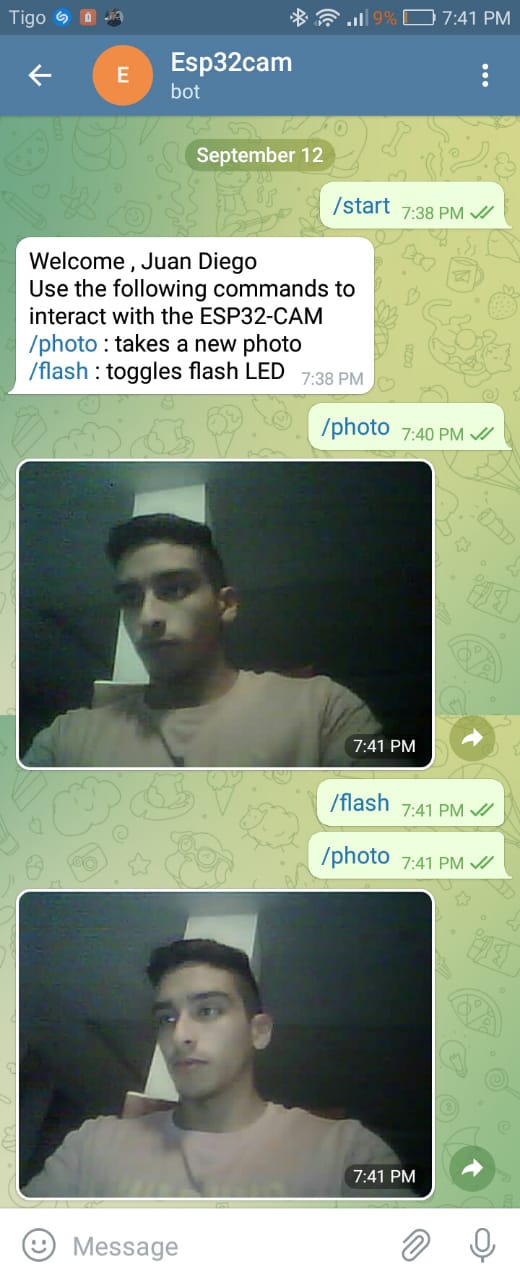 Tigo 9% 7:41 PM
E Esp32cam
bot
September 12
/start 7:38 PM
Welcome , Juan Diego
Use the following commands to
interact with the ESP32-CAM
/photo : takes a new photo
/flash : toggles flash LED 7:38 PM
/photo 7:40 PM
7:41 PM
/flash 7:41 PM
/photo 7:41 PM
7:41 PM
Message